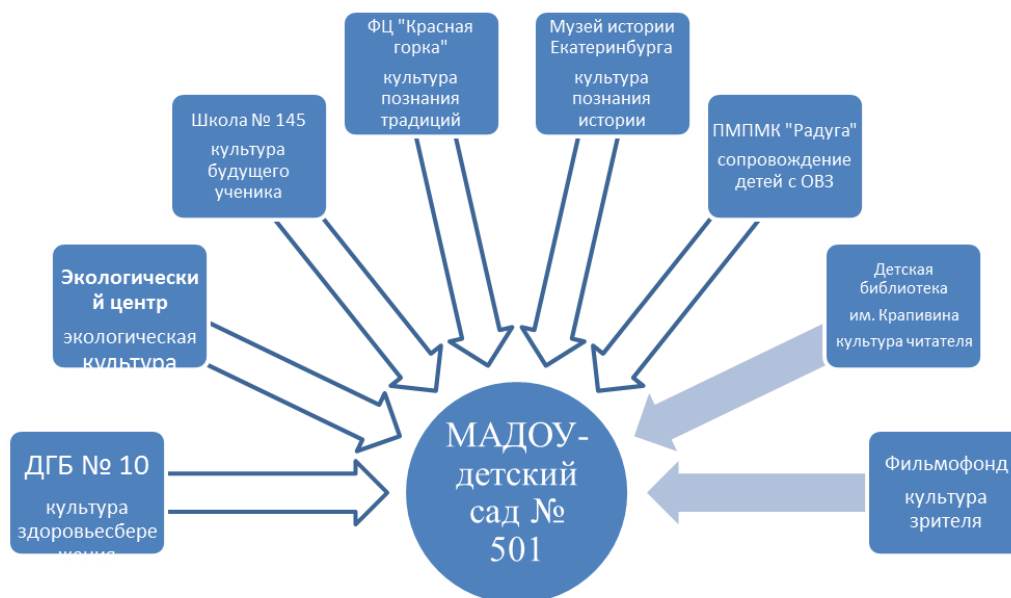 ФЦ "Красная
горка"
культура
познания
традиций
Музей истории
Екатеринбурга
культура
познания
истории
Школа № 145
культура
будущего
ученика
ПМПМК "Радуга"
сопровождение
детей с ОВЗ
Экологически
й центр
экологическая
культура
Детская
библиотека
им. Крапивина
культура читателя
ДГБ № 10
культура
здоровьесбере
жения
МАДОУ-
детский
сад №
501
Фильмофонд
культура
зрителя